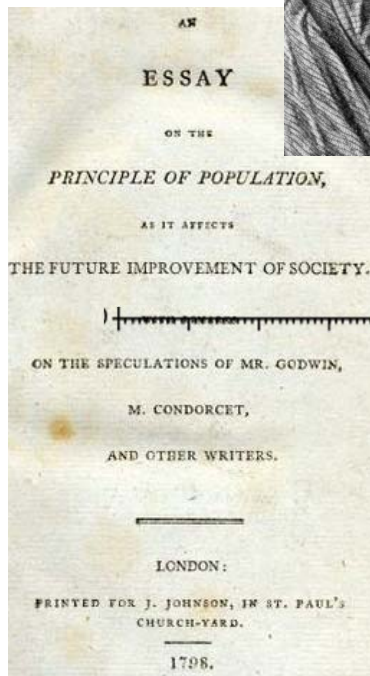 AN
ESSAY
ON THE
PRINCIPLE OF POPULATION,
AS IT AFFECTS
THE FUTURE IMPROVEMENT OF SOCIETY.
ON THE SPECULATIONS OF MR. GODWIN,
M. CONDORCET,
AND OTHER WRITERS.
LONDON:
PRINTED FOR J. JOHNSON, IN ST. PAUL'S
CHURCH-YARD.
1798.